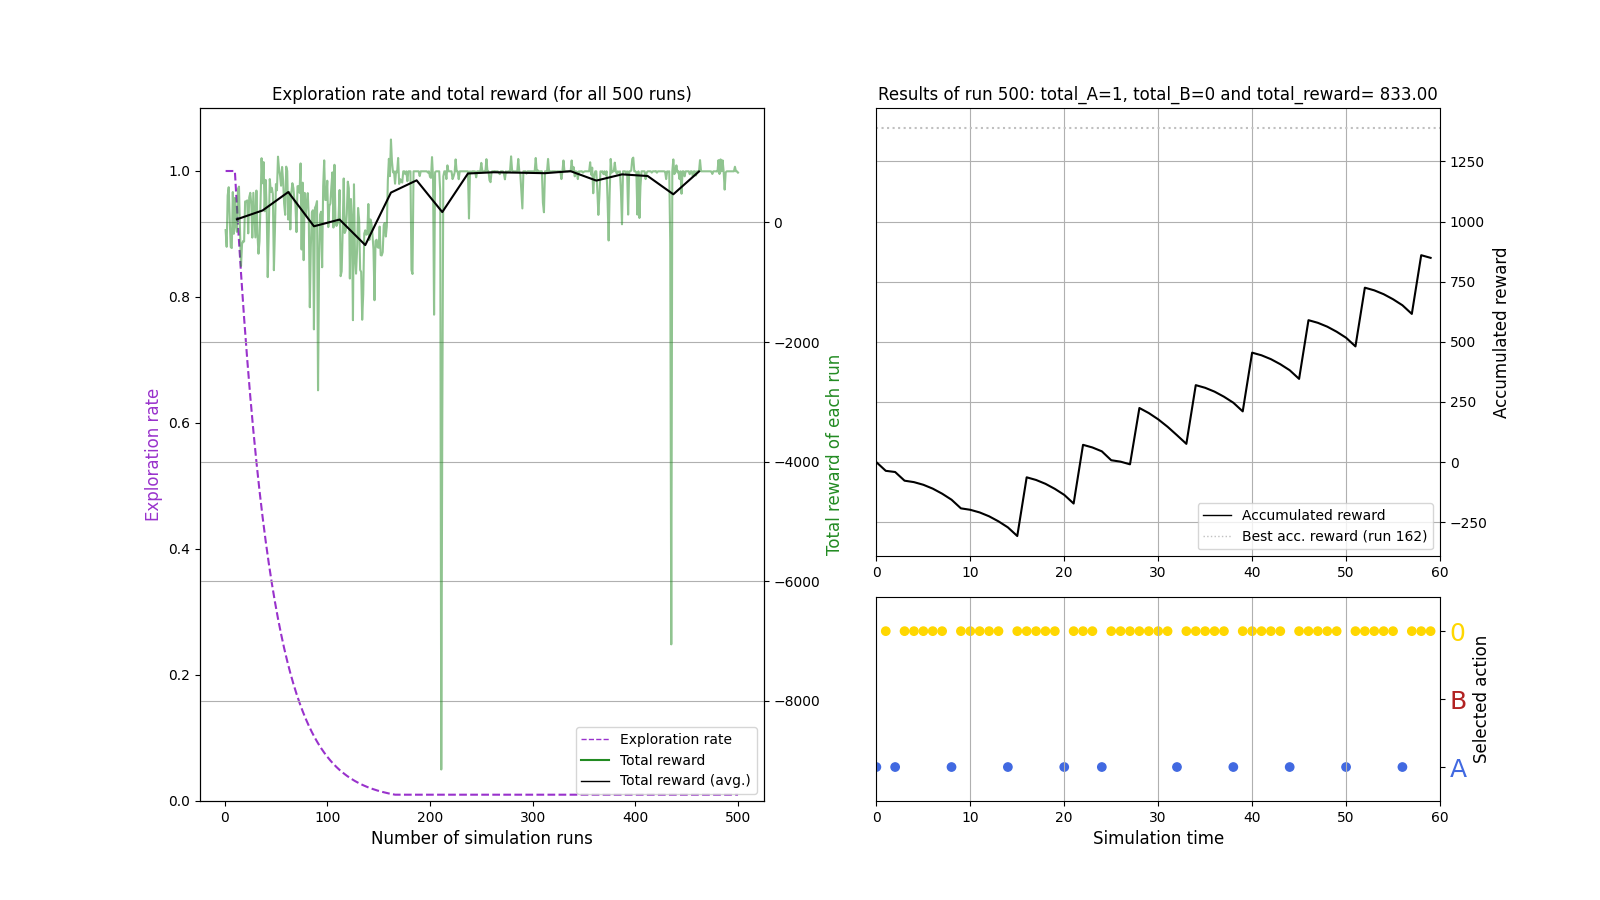 Exploration rate and total reward (for all 500 runs)
1.0
0.8
0.6
0.4
0.2
0.0
Exploration rate
0
−2000
−4000
−6000
−8000
Total reward of each run
Exploration rate
Total reward
Total reward (avg.)
0 100 200 300 400 500
Number of simulation runs
Results of run 500: total_A=1, total_B=0 and total_reward= 833.00
1250
1000
750
500
250
0
−250
Accumulated reward
Accumulated reward
Best acc. reward (run 162)
0 10 20 30 40 50 60
0
B
A
Selected action
0 10 20 30 40 50 60
Simulation time